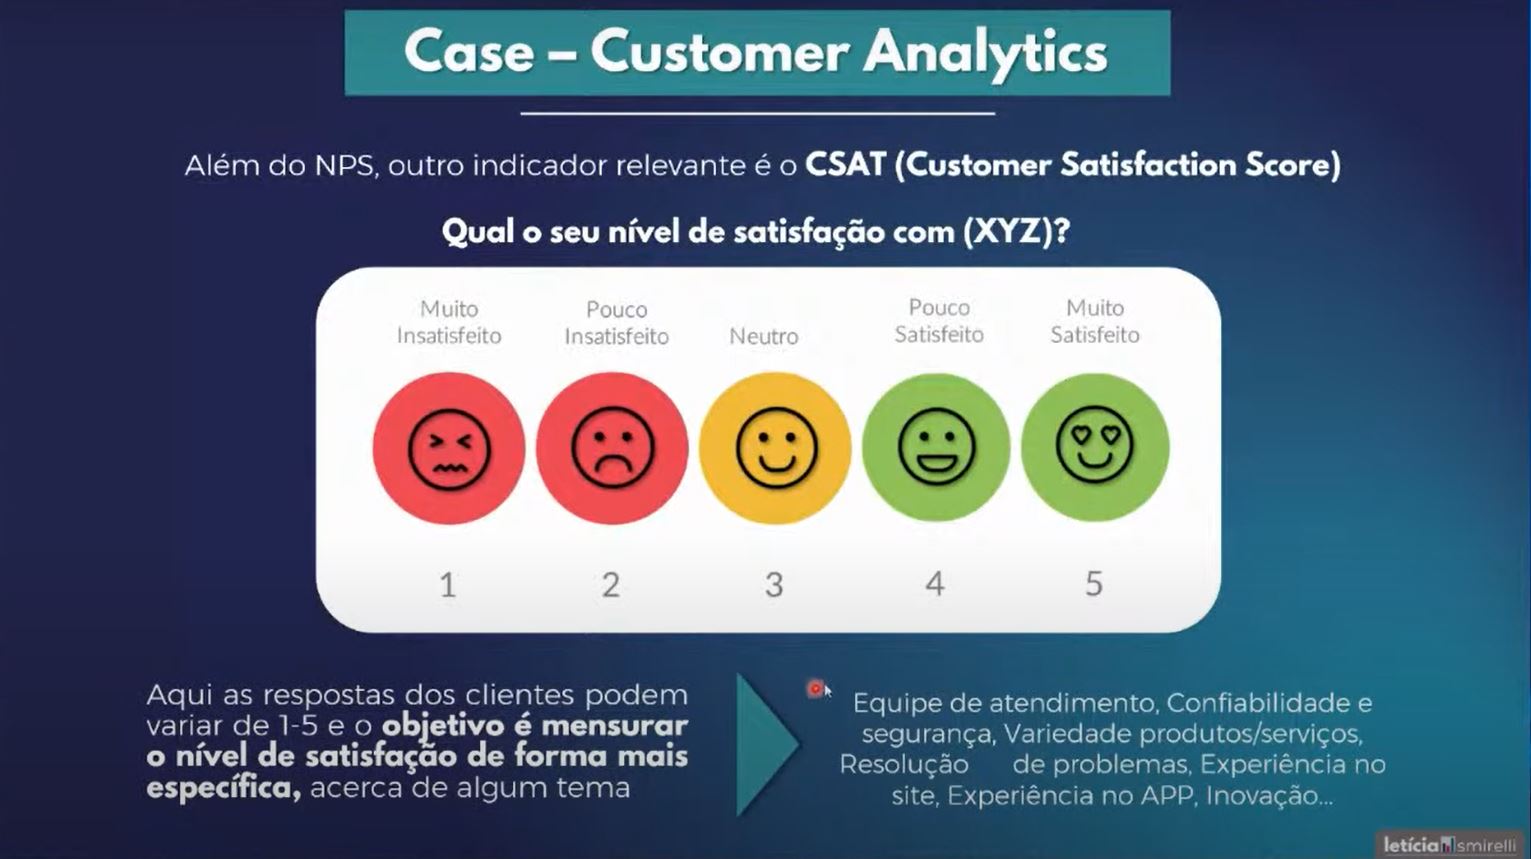 Case – Customer Analytics
Além do NPS, outro indicador relevante é o CSAT (Customer Satisfaction Score)
Qual o seu nível de satisfação com (XYZ)?
Muito
Insatisfeito
Pouco
Insatisfeito
Neutro
Pouco
Satisfeito
Muito
Satisfeito
1
2
3
4
5
Aqui as respostas dos clientes podem
variar de 1-5 e o objetivo é mensurar
o nível de satisfação de forma mais
específica, acerca de algum tema
Equipe de atendimento, Confiabilidade e
segurança, Variedade produtos/serviços,
Resolução de problemas, Experiência no
site, Experiência no APP, Inovação...
letícia smirelli